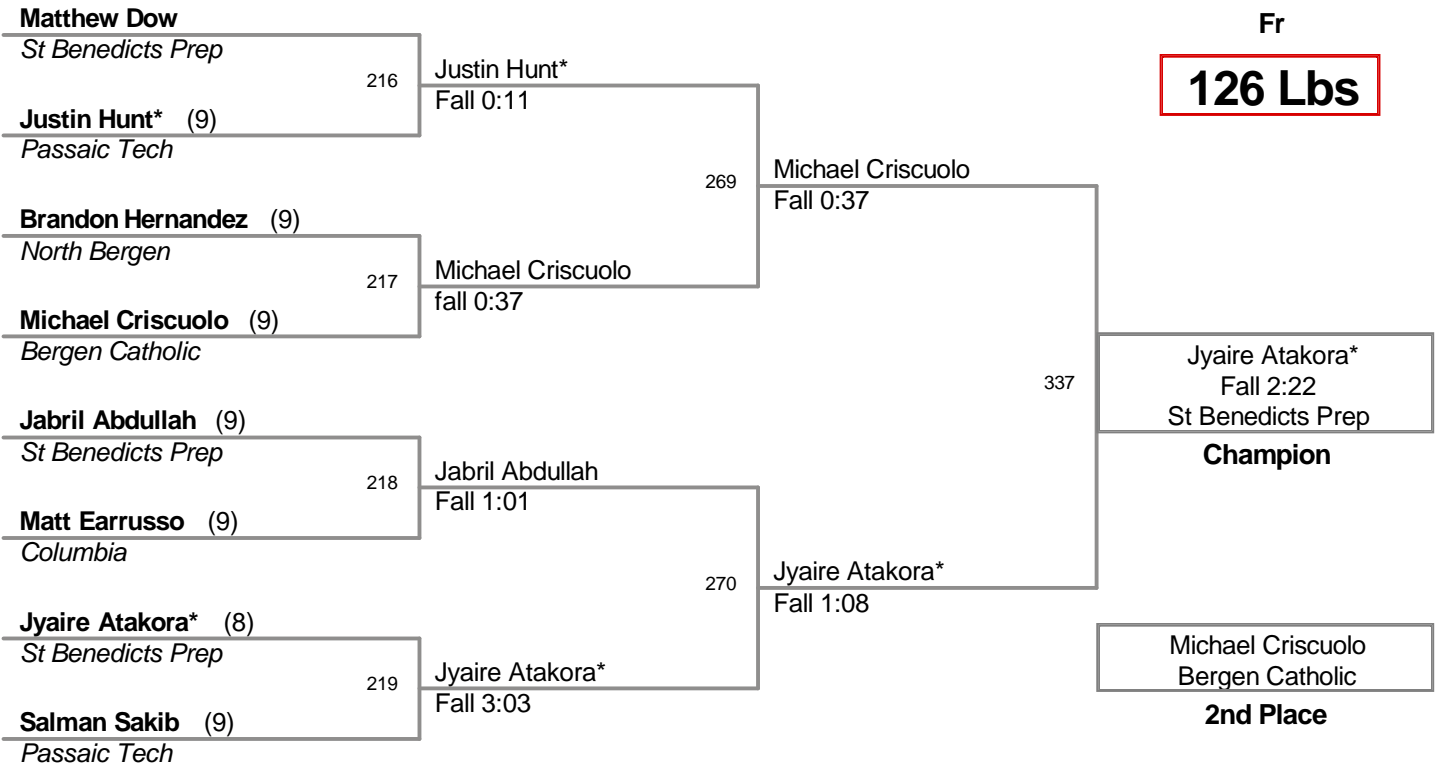 Matthew Dow
St Benedicts Prep
216
Justin Hunt*
Fall 0:11
Justin Hunt* (9)
Passaic Tech
269
Michael Criscuolo
Fall 0:37
Brandon Hernandez (9)
North Bergen
217
Michael Criscuolo
fall 0:37
Michael Criscuolo (9)
Bergen Catholic
337
Jyaire Atakora*
Fall 2:22
St Benedicts Prep
Champion
Jabril Abdullah (9)
St Benedicts Prep
218
Jabril Abdullah
Fall 1:01
Matt Earrusso (9)
Columbia
270
Jyaire Atakora*
Fall 1:08
Jyaire Atakora* (8)
St Benedicts Prep
219
Jyaire Atakora*
Fall 3:03
Salman Sakib (9)
Passaic Tech
Michael Criscuolo
Bergen Catholic
2nd Place
Fr
126 Lbs